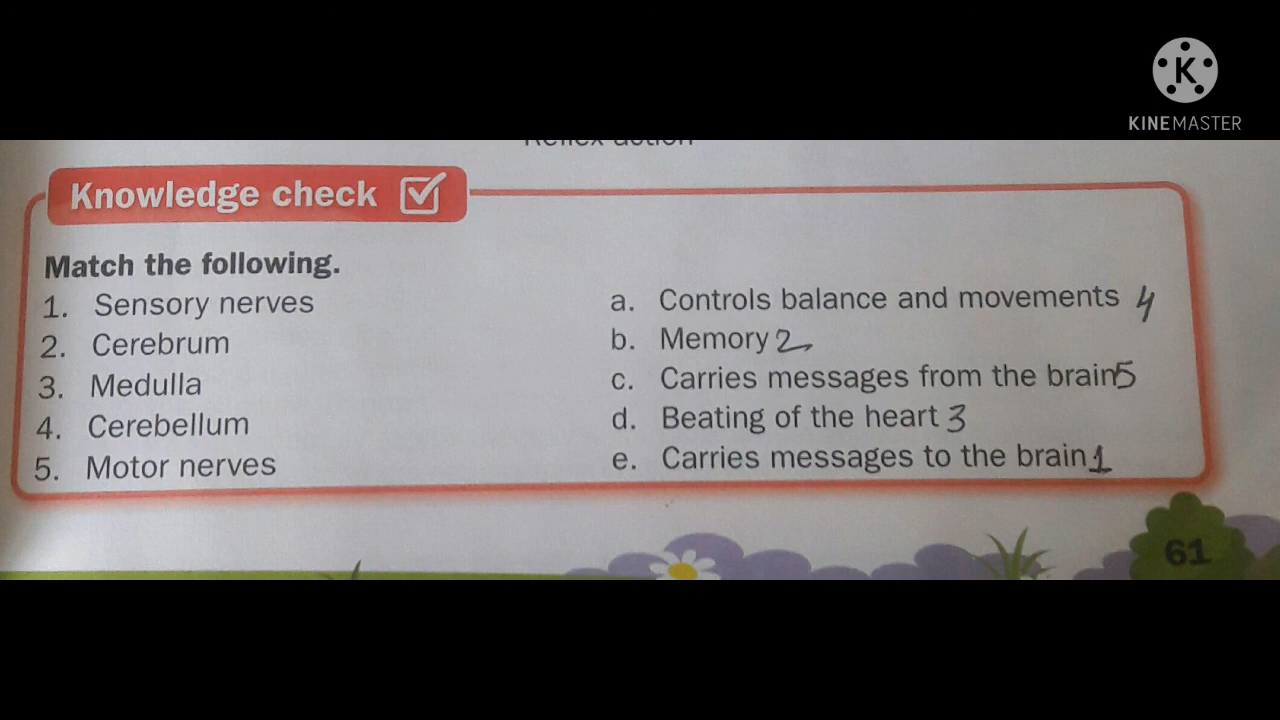 KINEMASTER
Reflex action
Knowledge check
Match the following.
1. Sensory nerves
a. Controls balance and movements 4
2. Cerebrum
b. Memory 2
3. Medulla
c. Carries messages from the brain 5
4. Cerebellum
d. Beating of the heart 3
5. Motor nerves
e. Carries messages to the brain 1
61